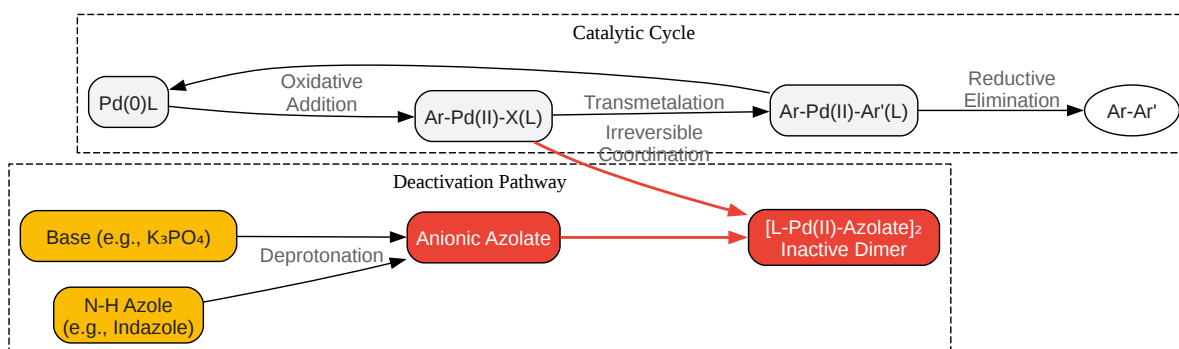 Catalytic Cycle
Pd(0)L
Oxidative
Addition
Ar-Pd(II)-X(L)
Transmetalation
Ar-Pd(II)-Ar'(L)
Reductive
Elimination
Ar-Ar'
Irreversible
Coordination
Deactivation Pathway
Base (e.g., K₃PO₄)
Deprotonation
N-H Azole
(e.g., Indazole)
Anionic Azolate
[L-Pd(II)-Azolate]₂
Inactive Dimer